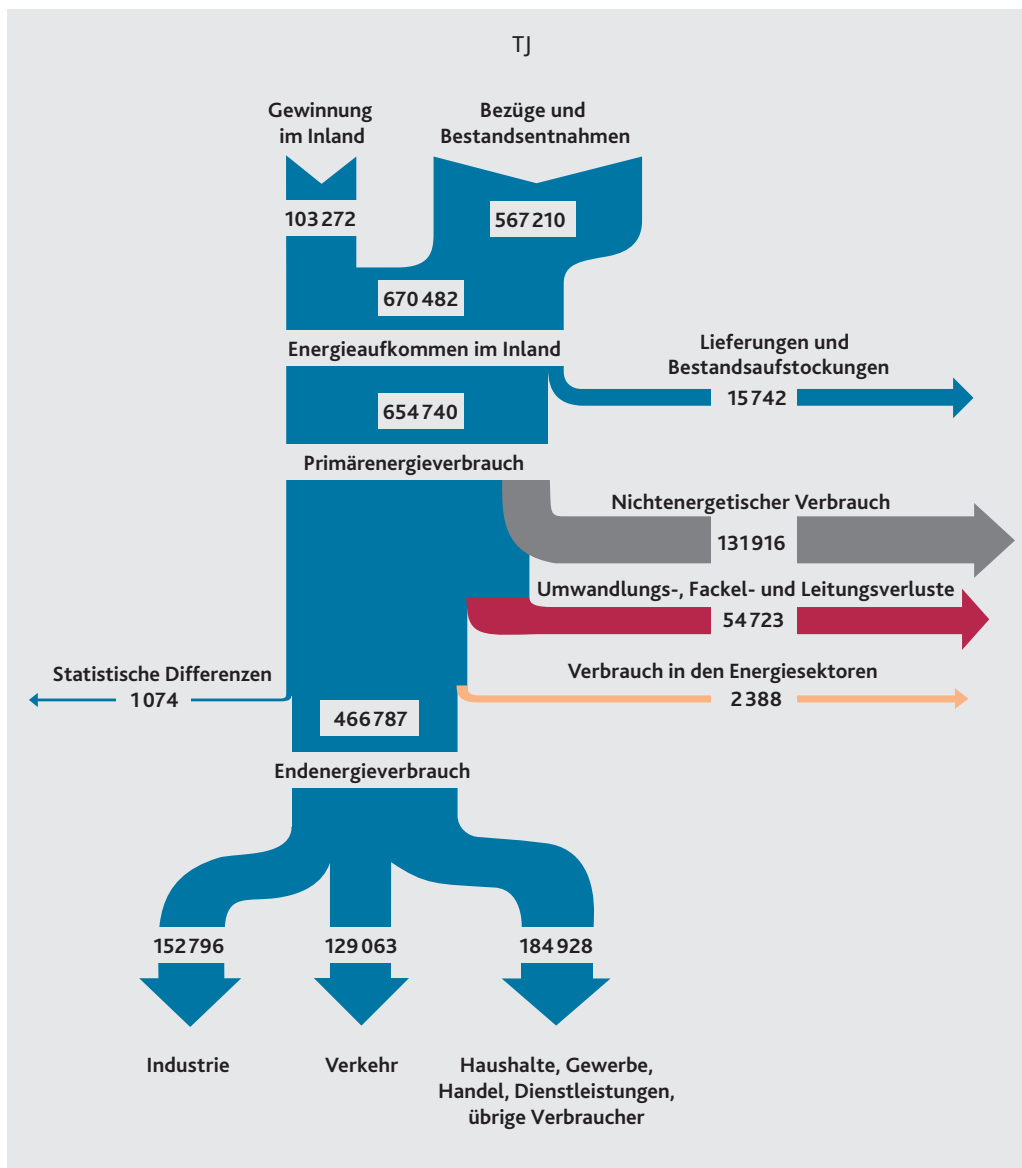 TJ
Gewinnung
im Inland
Bezüge und
Bestandsentnahmen
103 272
567 210
670 482
Energieaufkommen im Inland
Lieferungen und
Bestandsaufstockungen
15 742
654 740
Primärenergieverbrauch
Nichtenergetischer Verbrauch
131 916
Umwandlungs-, Fackel- und Leitungsverluste
54 723
Statistische Differenzen
1 074
Verbrauch in den Energiesektoren
2 388
466 787
Endenergieverbrauch
152 796
129 063
184 928
Industrie
Verkehr
Haushalte, Gewerbe,
Handel, Dienstleistungen,
übrige Verbraucher